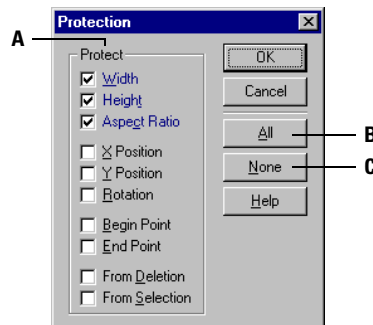 Protection
A
Protect
OK
Width
Height
Cancel
Aspect Ratio
All
B
X Position
Y Position
None
C
Rotation
Help
Begin Point
End Point
From Deletion
From Selection